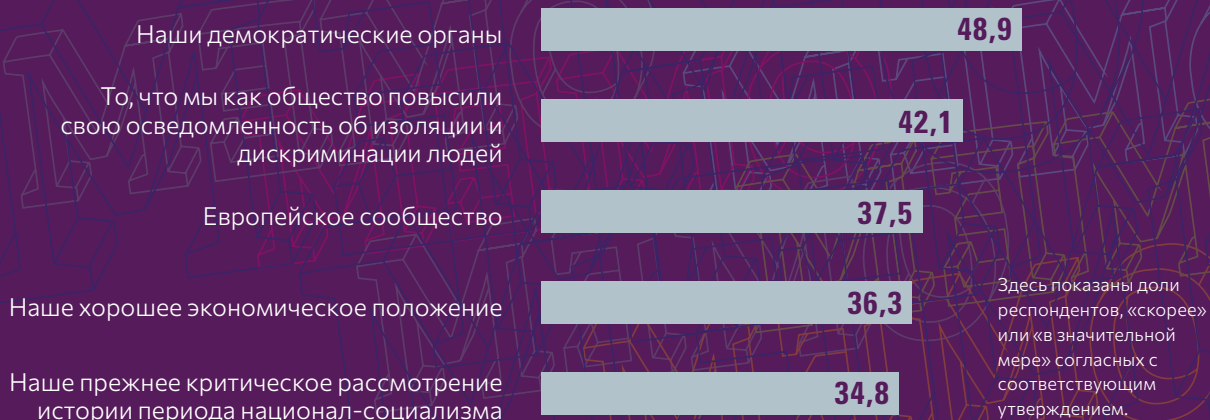 Наши демократические органы
48,9
То, что мы как общество повысили
свою осведомленность об изоляции и
дискриминации людей
42,1
Европейское сообщество
37,5
Наше хорошее экономическое положение
36,3
Наше прежнее критическое рассмотрение
истории периода национал-социализма
34,8
Здесь показаны доли
респондентов, «скорее»
или «в значительной
мере» согласных с
соответствующим
утверждением.